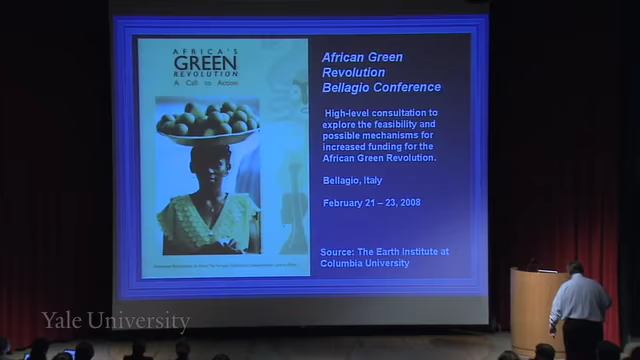 AFRICA'S
GREEN
REVOLUTION
A Call to Action
African Green
Revolution
Bellagio Conference
High-level consultation to
explore the feasibility and
possible mechanisms for
increased funding for the
African Green Revolution.
Bellagio, Italy
February 21 – 23, 2008
Source: The Earth Institute at
Columbia University
Yale University